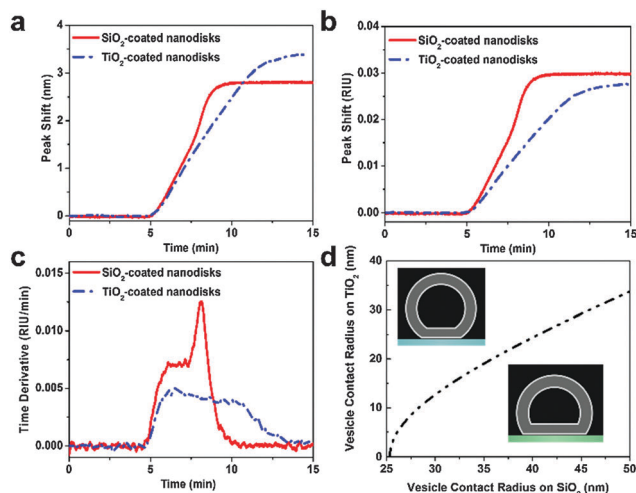 a
SiO2-coated nanodisks
TiO2-coated nanodisks
Peak Shift (nm)
4
3
2
1
0
0 5 10 15
Time (min)
b
SiO2-coated nanodisks
TiO2-coated nanodisks
Peak Shift (RIU)
0.04
0.03
0.02
0.01
0.00
0 5 10 15
Time (min)
c
SiO2-coated nanodisks
TiO2-coated nanodisks
Time Derivative (RIU/min)
0.015
0.010
0.005
0.000
0 5 10 15
Time (min)
d
Vesicle Contact Radius on TiO2 (nm)
40
30
20
10
0
25 30 35 40 45 50
Vesicle Contact Radius on SiO2 (nm)